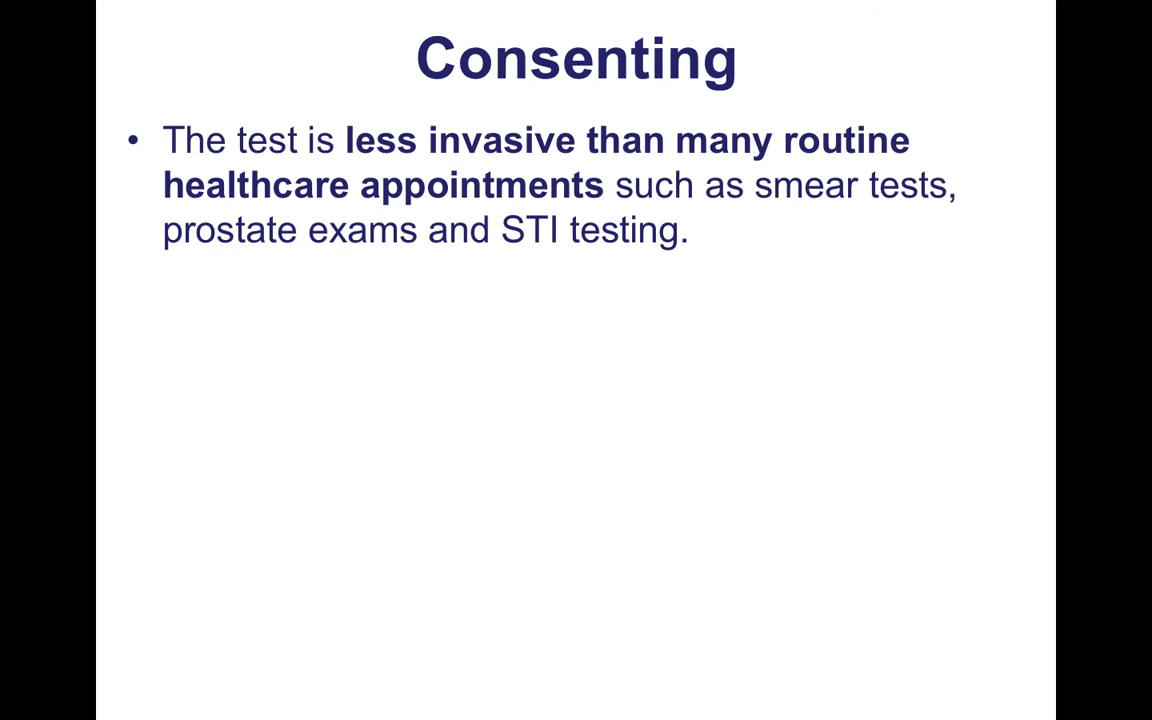 Consenting
• The test is less invasive than many routine
healthcare appointments such as smear tests,
prostate exams and STI testing.